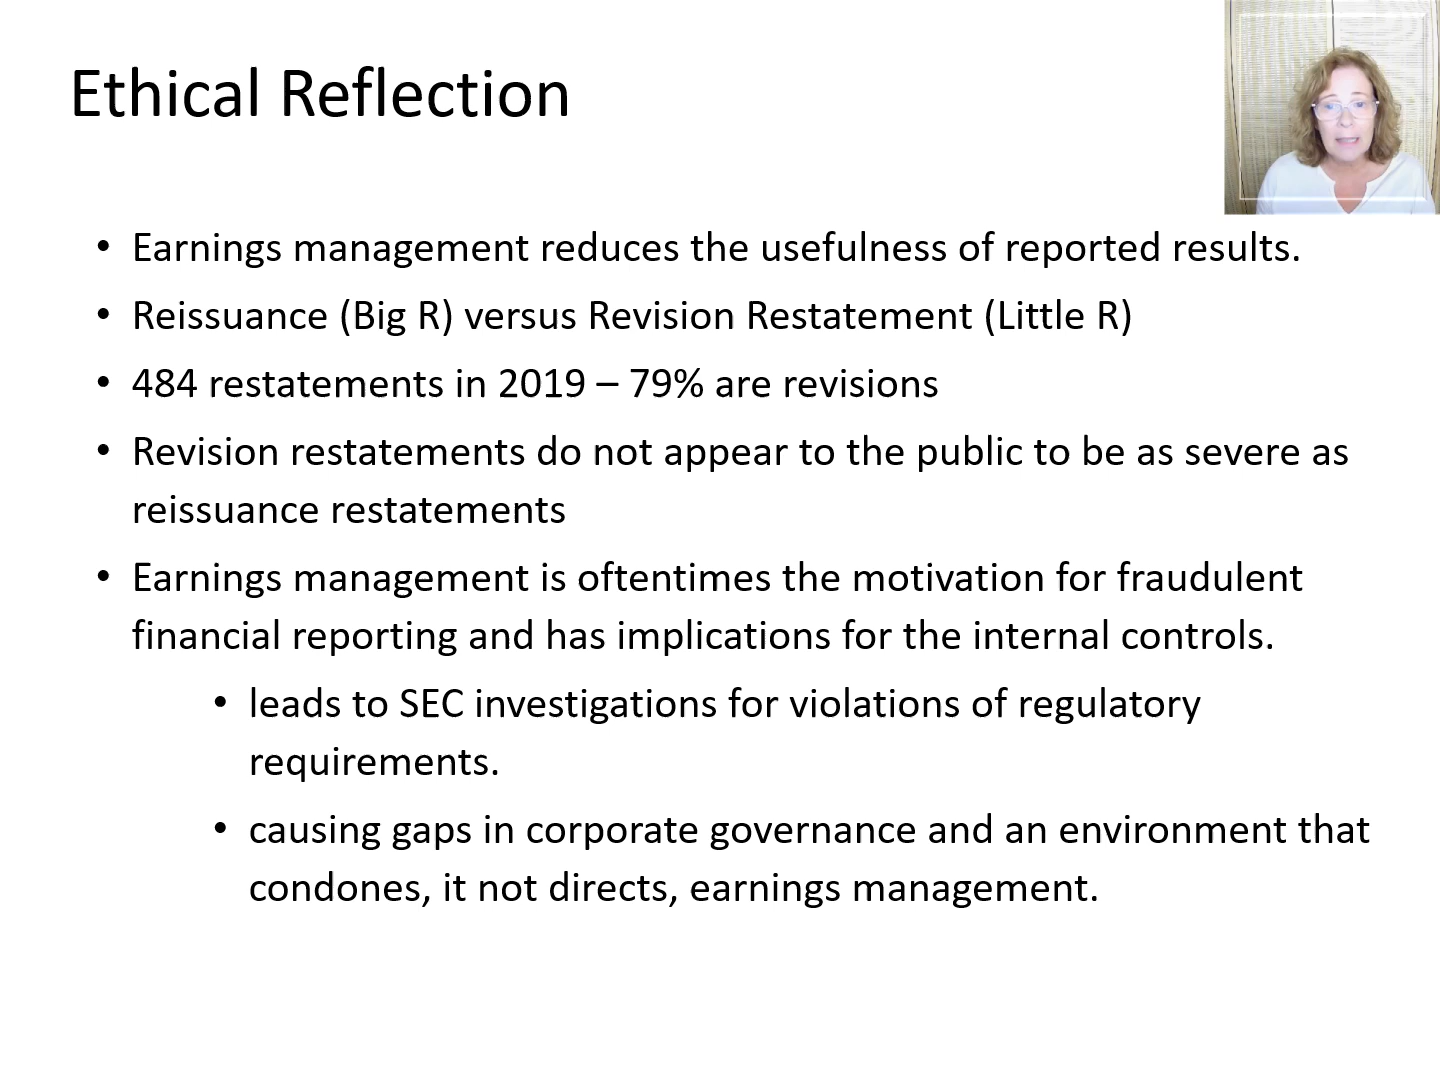 Ethical Reflection
• Earnings management reduces the usefulness of reported results.
• Reissuance (Big R) versus Revision Restatement (Little R)
• 484 restatements in 2019 – 79% are revisions
• Revision restatements do not appear to the public to be as severe as
reissuance restatements
• Earnings management is oftentimes the motivation for fraudulent
financial reporting and has implications for the internal controls.
• leads to SEC investigations for violations of regulatory
requirements.
• causing gaps in corporate governance and an environment that
condones, it not directs, earnings management.